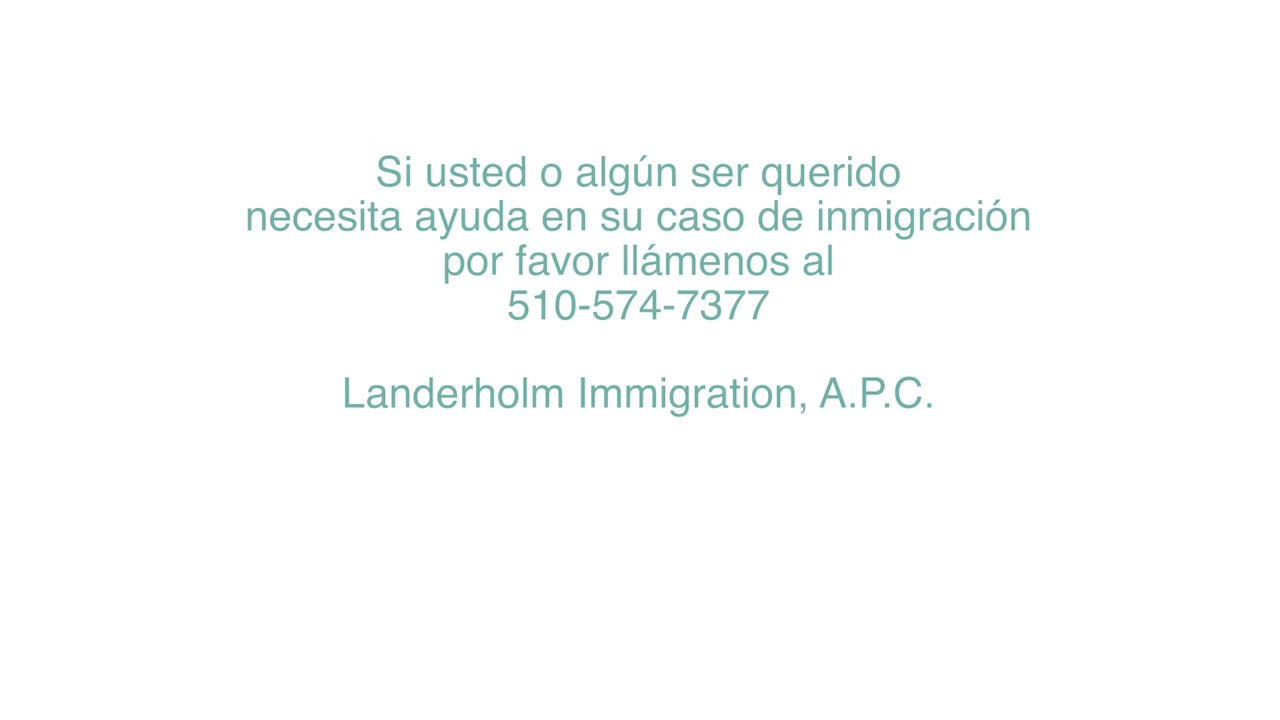 Si usted o algún ser querido
necesita ayuda en su caso de inmigración
por favor llámenos al
510-574-7377
Landerholm Immigration, A.P.C.